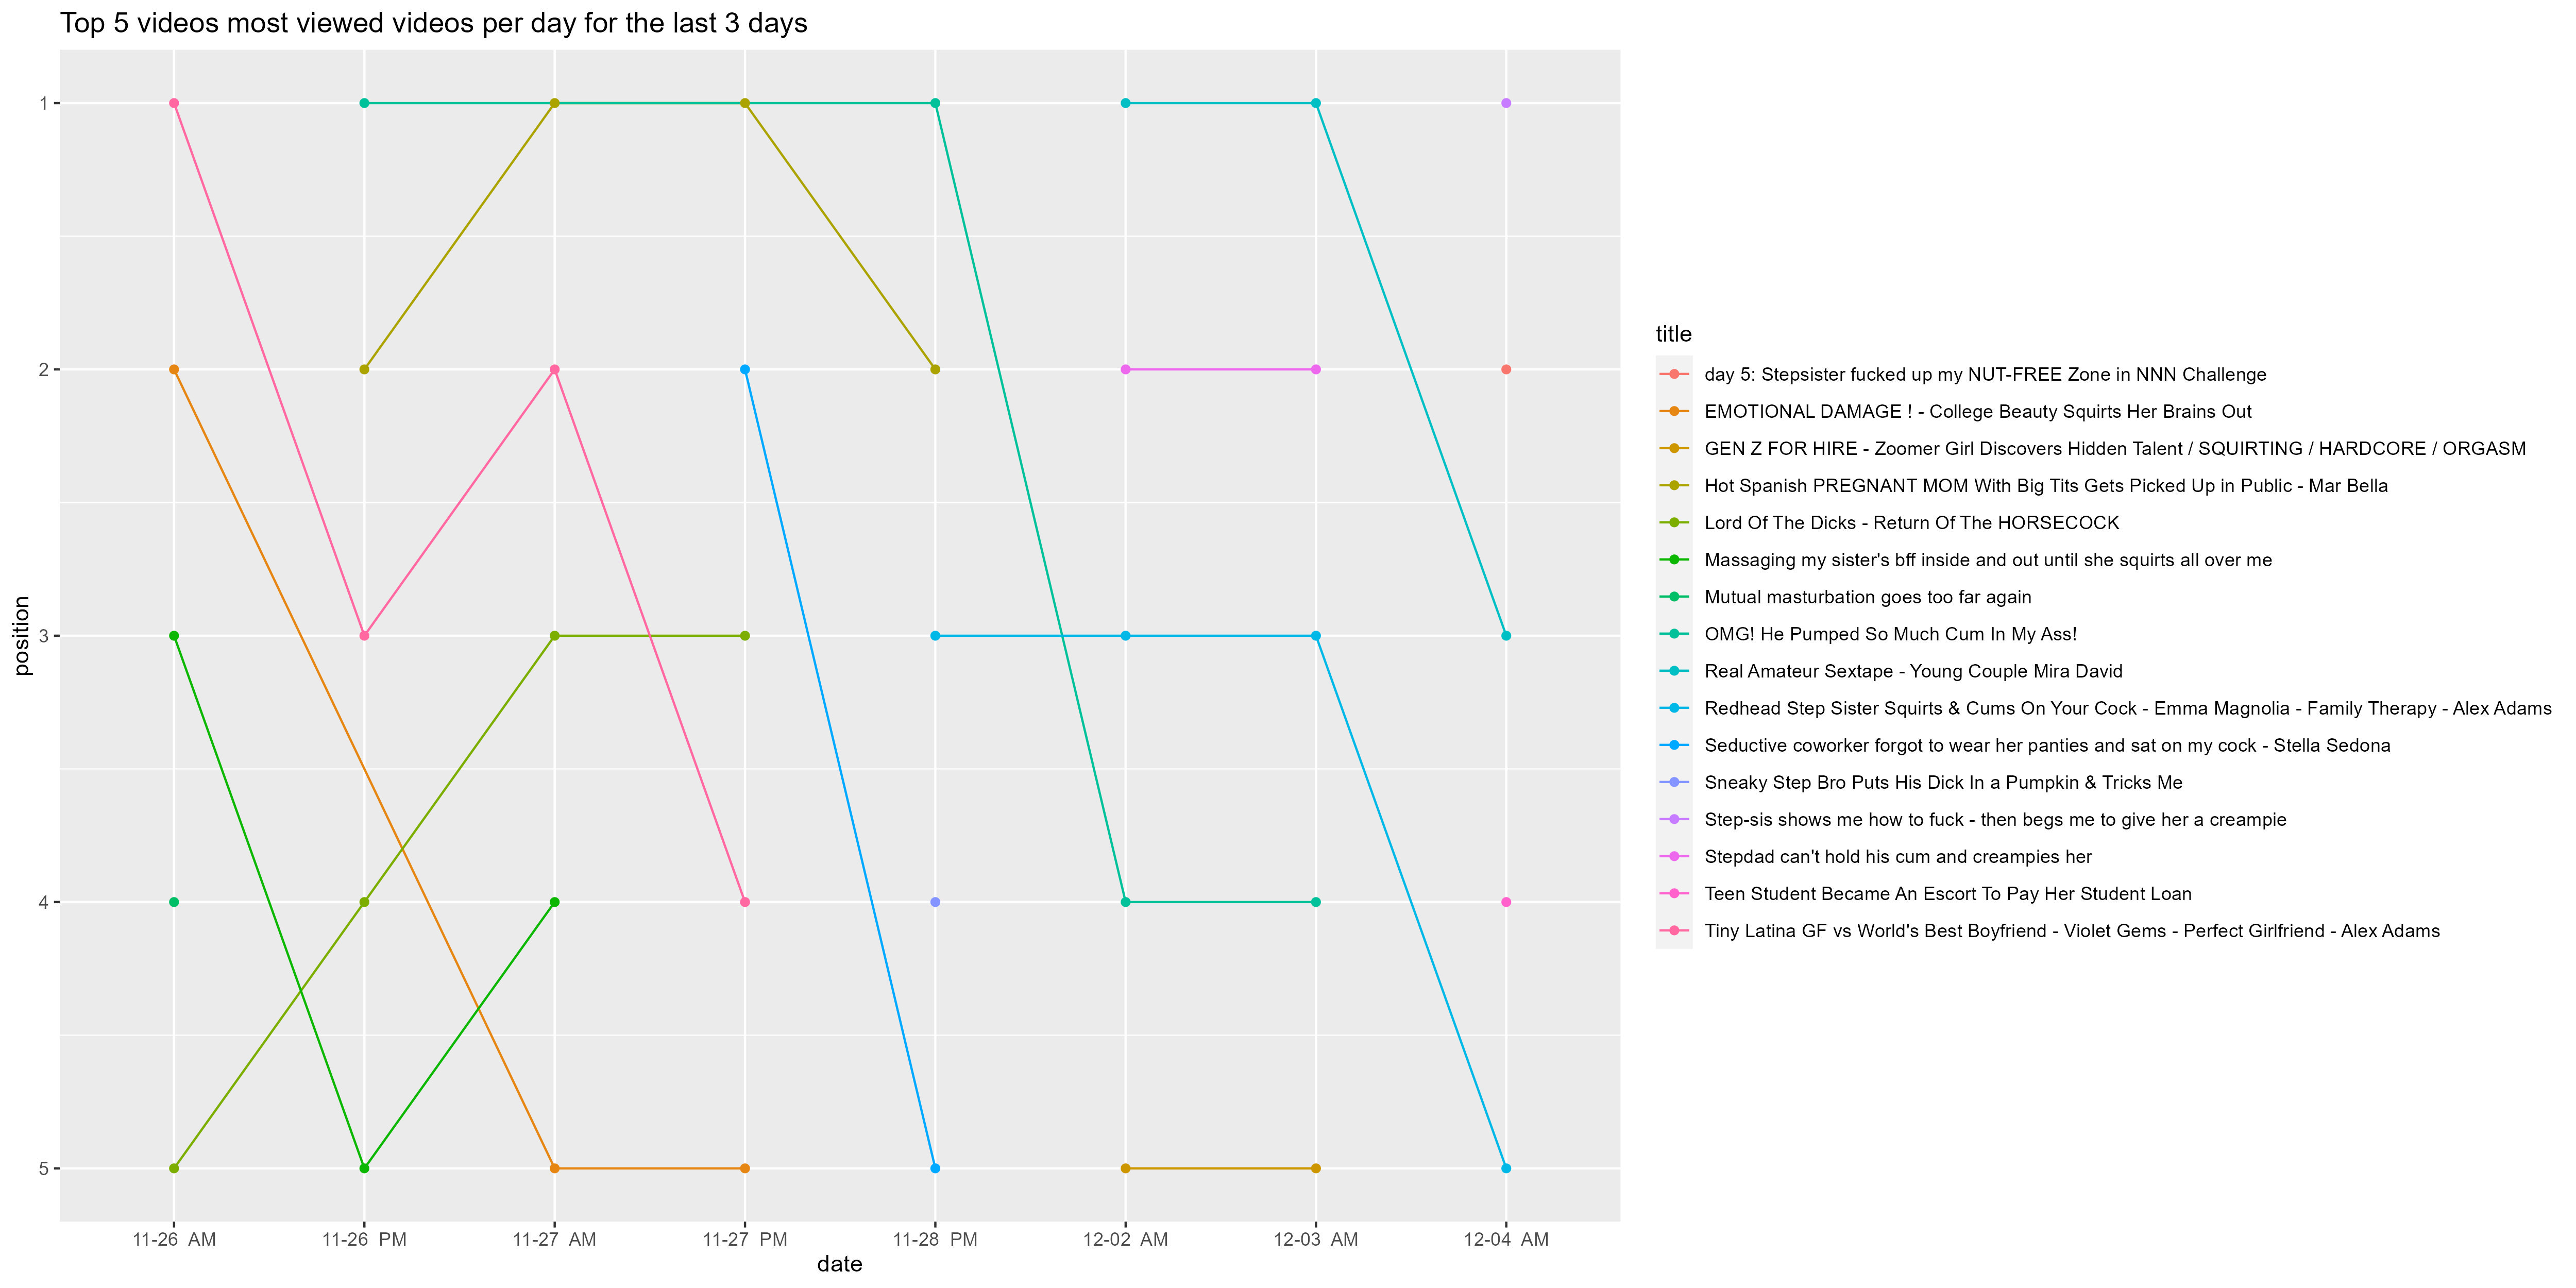 Top 5 videos most viewed videos per day for the last 3 days
position
1
2
3
4
5
11-26 AM
11-26 PM
11-27 AM
11-27 PM
11-28 PM
12-02 AM
12-03 AM
12-04 AM
date
title
day 5: Stepsister fucked up my NUT-FREE Zone in NNN Challenge
EMOTIONAL DAMAGE ! - College Beauty Squirts Her Brains Out
GEN Z FOR HIRE - Zoomer Girl Discovers Hidden Talent / SQUIRTING / HARDCORE / ORGASM
Hot Spanish PREGNANT MOM With Big Tits Gets Picked Up in Public - Mar Bella
Lord Of The Dicks - Return Of The HORSECOCK
Massaging my sister's bff inside and out until she squirts all over me
Mutual masturbation goes too far again
OMG! He Pumped So Much Cum In My Ass!
Real Amateur Sextape - Young Couple Mira David
Redhead Step Sister Squirts & Cums On Your Cock - Emma Magnolia - Family Therapy - Alex Adams
Seductive coworker forgot to wear her panties and sat on my cock - Stella Sedona
Sneaky Step Bro Puts His Dick In a Pumpkin & Tricks Me
Step-sis shows me how to fuck - then begs me to give her a creampie
Stepdad can't hold his cum and creampies her
Teen Student Became An Escort To Pay Her Student Loan
Tiny Latina GF vs World's Best Boyfriend - Violet Gems - Perfect Girlfriend - Alex Adams